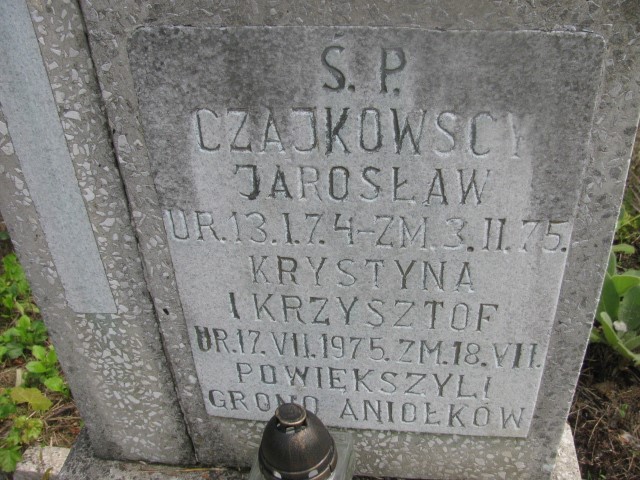 Ś. P.
CZAJKOWSCY
JAROSŁAW
UR. 13. I. 74 - ZM. 3. II. 75.
KRYSTYNA
I KRZYSZTOF
UR. 17. VII. 1975. ZM. 18. VII.
POWIĘKSZYLI
GRONO ANIOŁKÓW